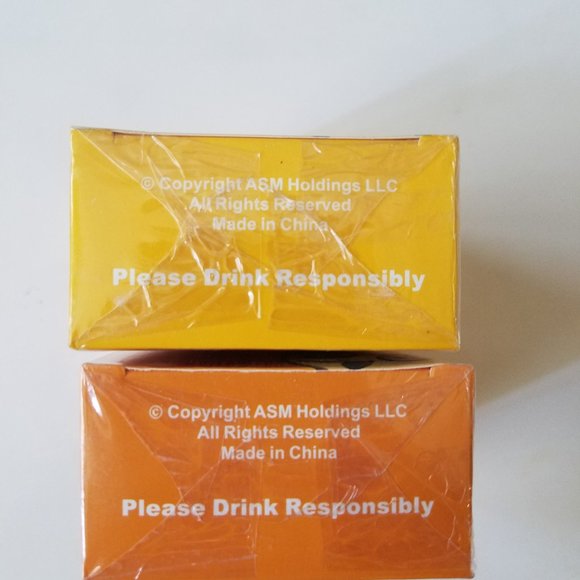 © Copyright ASM Holdings LLC
All Rights Reserved
Made in China
Please Drink Responsibly
© Copyright ASM Holdings LLC
All Rights Reserved
Made in China
Please Drink Responsibly